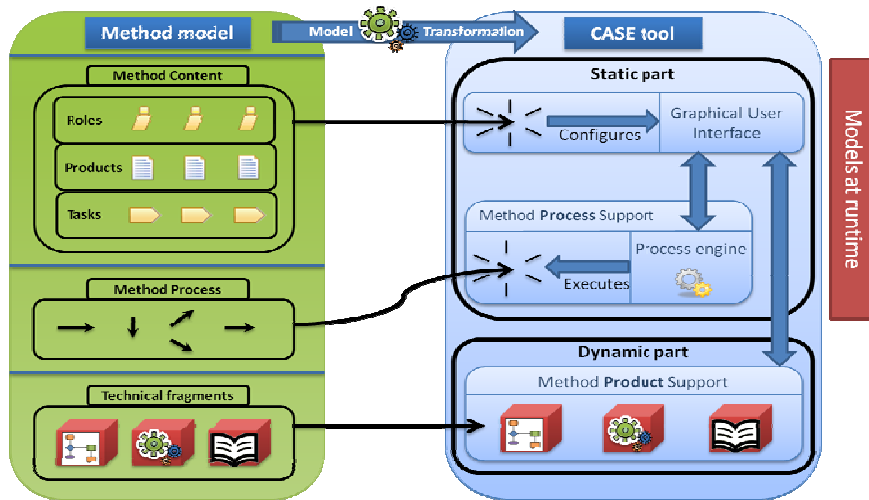 Method model
Model Transformation
CASE tool
Method Content
Roles
Products
Tasks
Method Process
Technical fragments
Static part
Configures
Graphical User
Interface
Method Process Support
Process engine
Executes
Dynamic part
Method Product Support
Models at runtime